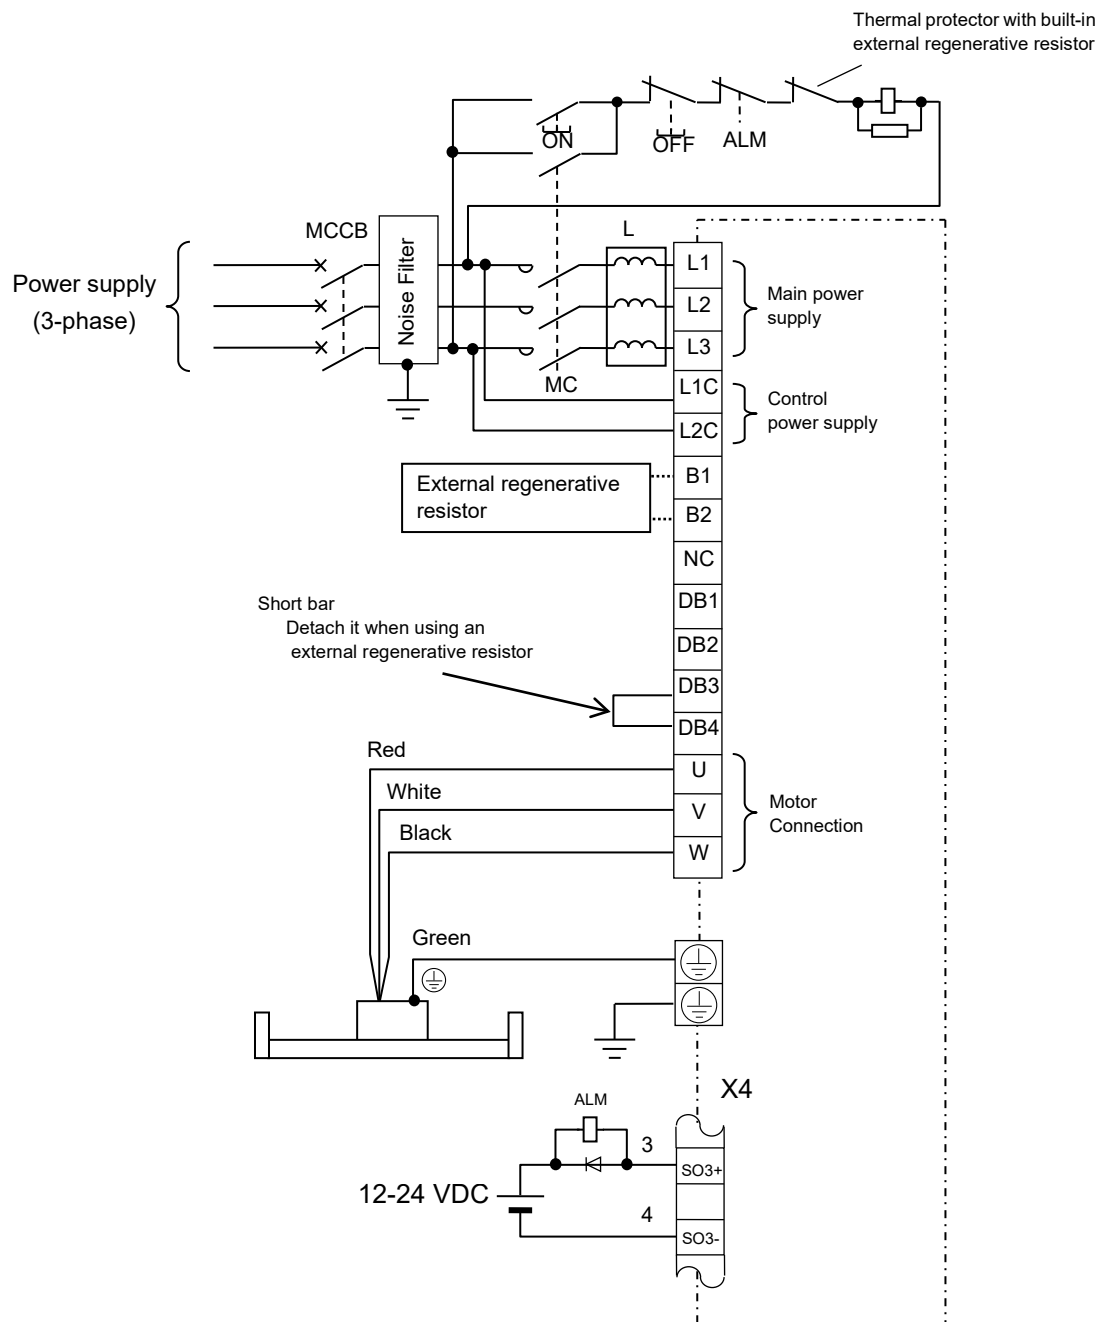 Thermal protector with built-in
external regenerative resistor
ON
OFF
ALM
MCCB
L
Power supply
(3-phase)
Noise Filter
L1
L2
L3
Main power
supply
MC
L1C
L2C
Control
power supply
External regenerative
resistor
B1
B2
NC
DB1
DB2
DB3
DB4
Short bar
Detach it when using an
external regenerative resistor
Red
White
Black
U
V
W
Motor
Connection
Green
X4
ALM
3
SO3+
12-24 VDC
4
SO3-